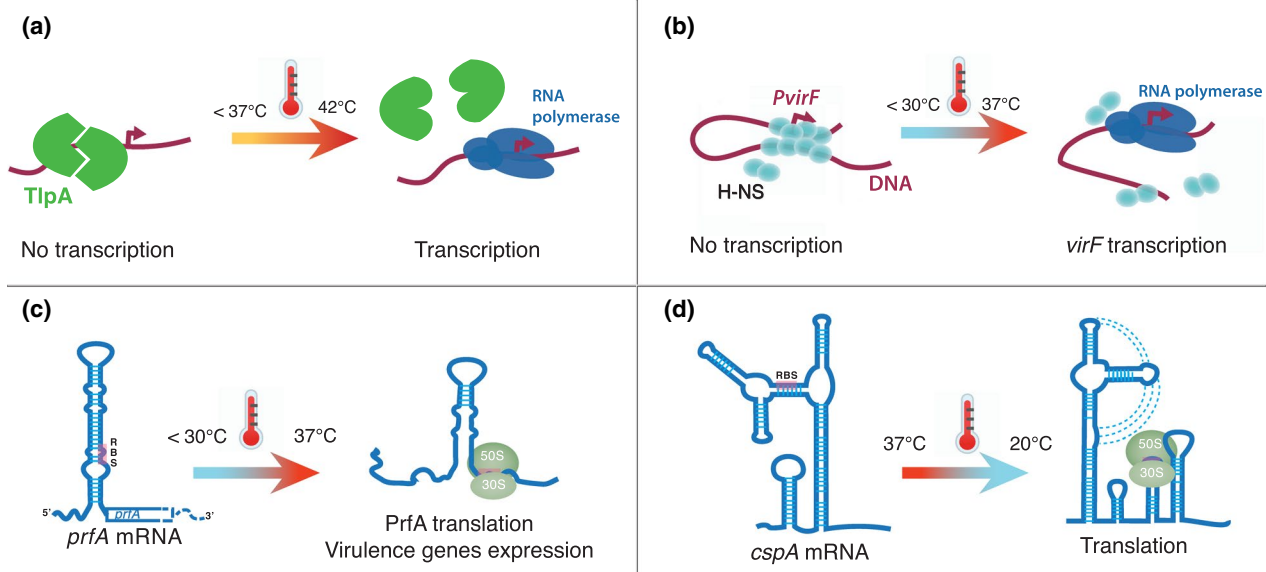 (a)
< 37°C
42°C
RNA
polymerase
TlpA
No transcription
Transcription
(b)
PvirF
< 30°C
37°C
RNA polymerase
H-NS
DNA
No transcription
virF transcription
(c)
R
B
S
< 30°C
37°C
50S
30S
5’
prfA
3’
prfA mRNA
PrfA translation
Virulence genes expression
(d)
RBS
37°C
20°C
50S
30S
cspA mRNA
Translation